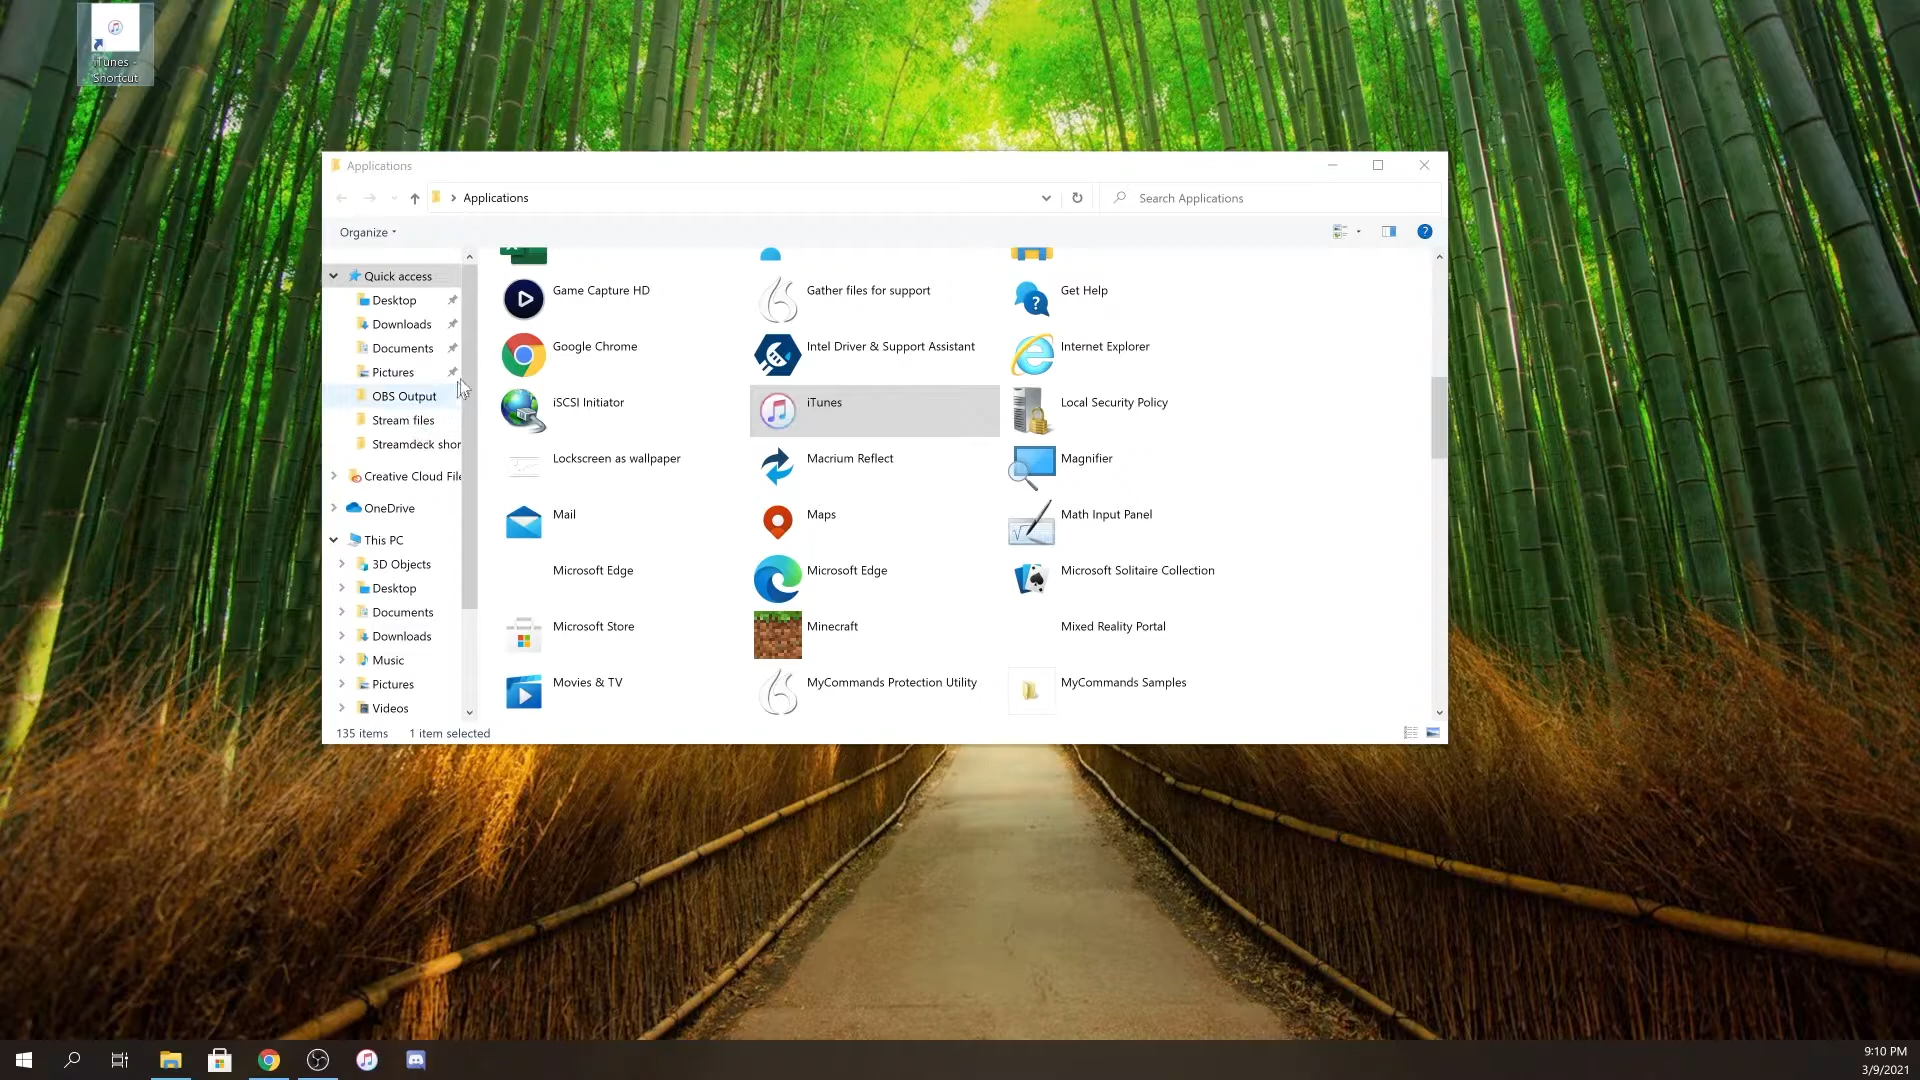 iTunes -
Shortcut
Applications
Applications
Search Applications
Organize
Quick access
Desktop
Downloads
Documents
Pictures
OBS Output
Stream files
Streamdeck shor
Creative Cloud File
OneDrive
This PC
3D Objects
Desktop
Documents
Downloads
Music
Pictures
Videos
Game Capture HD
Gather files for support
Get Help
Google Chrome
Intel Driver & Support Assistant
Internet Explorer
iSCSI Initiator
iTunes
Local Security Policy
Lockscreen as wallpaper
Macrium Reflect
Magnifier
Mail
Maps
Math Input Panel
Microsoft Edge
Microsoft Edge
Microsoft Solitaire Collection
Microsoft Store
Minecraft
Mixed Reality Portal
Movies & TV
MyCommands Protection Utility
MyCommands Samples
135 items
1 item selected
9:10 PM
3/9/2021